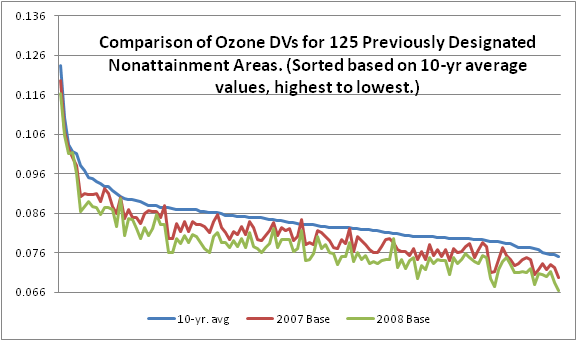 Comparison of Ozone DVs for 125 Previously Designated
Nonattainment Areas. (Sorted based on 10-yr average
values, highest to lowest.)
0.136
0.126
0.116
0.106
0.096
0.086
0.076
0.066
10-yr. avg 2007 Base 2008 Base